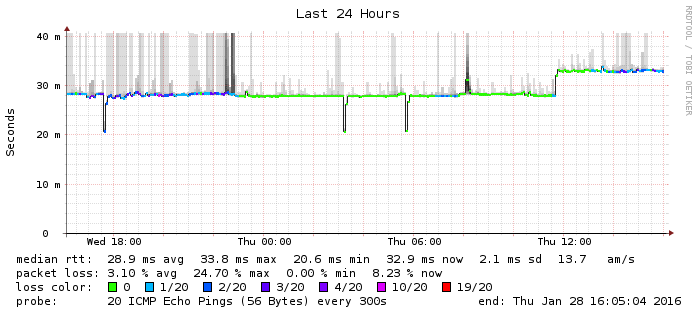 Last 24 Hours
RRDTOOL / TOBI OETIKER
Seconds
40 m
30 m
20 m
10 m
0
Wed 18:00 Thu 00:00 Thu 06:00 Thu 12:00
median rtt: 28.9 ms avg 33.8 ms max 20.6 ms min 32.9 ms now 2.1 ms sd 13.7 am/s
packet loss: 3.10 % avg 24.70 % max 0.00 % min 8.23 % now
loss color: 0 1/20 2/20 3/20 4/20 10/20 19/20
probe: 20 ICMP Echo Pings (56 Bytes) every 300s end: Thu Jan 28 16:05:04 2016